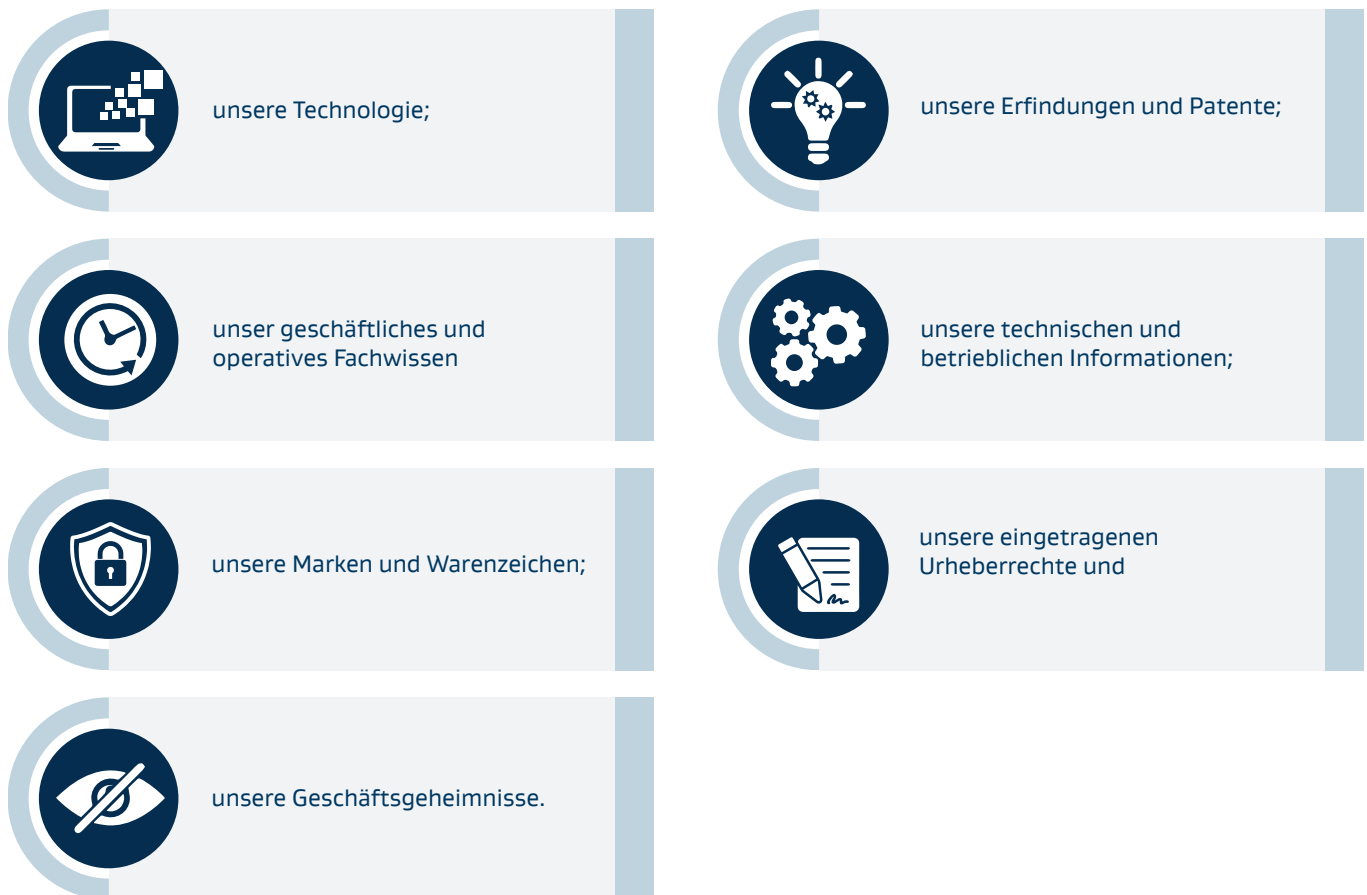 unsere Technologie;
unsere Erfindungen und Patente;
unser geschäftliches und
operatives Fachwissen
unsere technischen und
betrieblichen Informationen;
unsere Marken und Warenzeichen;
unsere eingetragenen
Urheberrechte und
unsere Geschäftsgeheimnisse.